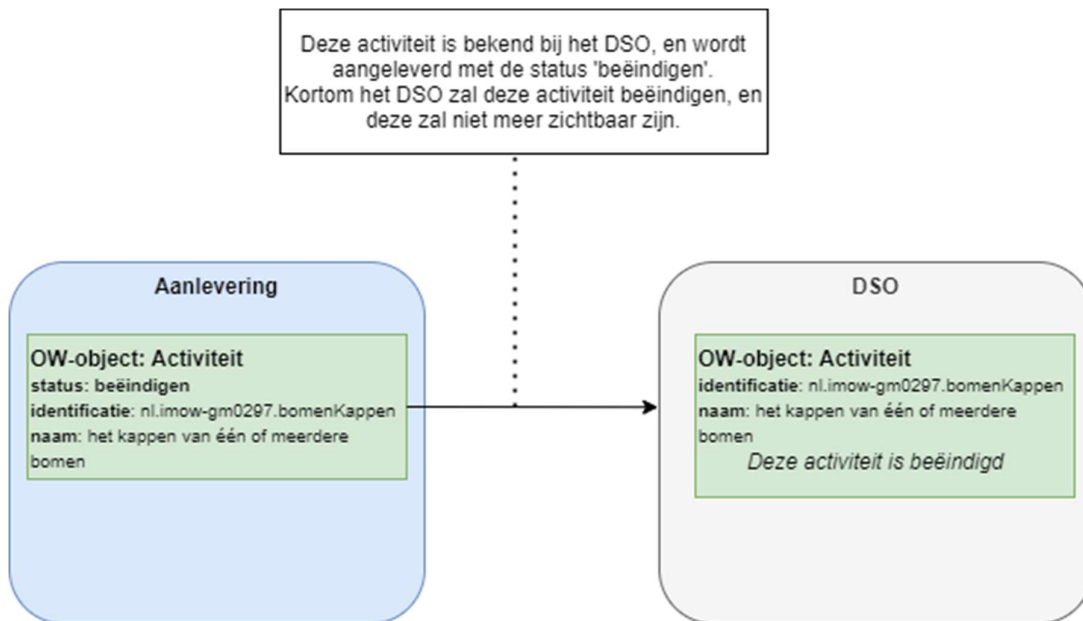 Deze activiteit is bekend bij het DSO, en wordt
aangeleverd met de status 'beëindigen'.
Kortom het DSO zal deze activiteit beëindigen, en
deze zal niet meer zichtbaar zijn.
Aanlevering
OW-object: Activiteit
status: beëindigen
identificatie: nl.imow-gm0297.bomenKappen
naam: het kappen van één of meerdere
bomen
DSO
OW-object: Activiteit
identificatie: nl.imow-gm0297.bomenKappen
naam: het kappen van één of meerdere
bomen
Deze activiteit is beëindigd